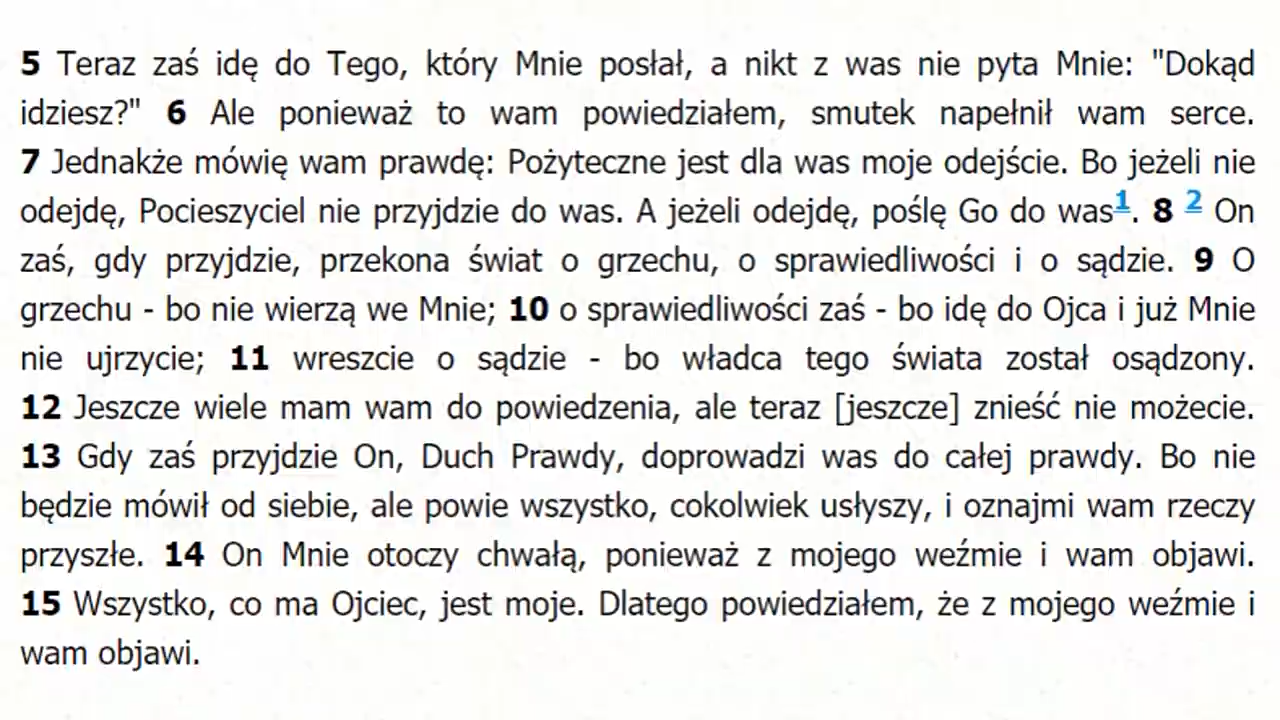 5 Teraz zaś idę do Tego, który Mnie posłał, a nikt z was nie pyta Mnie: "Dokąd
idziesz?" 6 Ale ponieważ to wam powiedziałem, smutek napełnił wam serce.
7 Jednakże mówię wam prawdę: Pożyteczne jest dla was moje odejście. Bo jeżeli nie
odejdę, Pocieszyciel nie przyjdzie do was. A jeżeli odejdę, poślę Go do was1. 8 2 On
zaś, gdy przyjdzie, przekona świat o grzechu, o sprawiedliwości i o sądzie. 9 O
grzechu - bo nie wierzą we Mnie; 10 o sprawiedliwości zaś - bo idę do Ojca i już Mnie
nie ujrzycie; 11 wreszcie o sądzie - bo władca tego świata został osądzony.
12 Jeszcze wiele mam wam do powiedzenia, ale teraz [jeszcze] znieść nie możecie.
13 Gdy zaś przyjdzie On, Duch Prawdy, doprowadzi was do całej prawdy. Bo nie
będzie mówił od siebie, ale powie wszystko, cokolwiek usłyszy, i oznajmi wam rzeczy
przyszłe. 14 On Mnie otoczy chwałą, ponieważ z mojego weźmie i wam objawi.
15 Wszystko, co ma Ojciec, jest moje. Dlatego powiedziałem, że z mojego weźmie i
wam objawi.